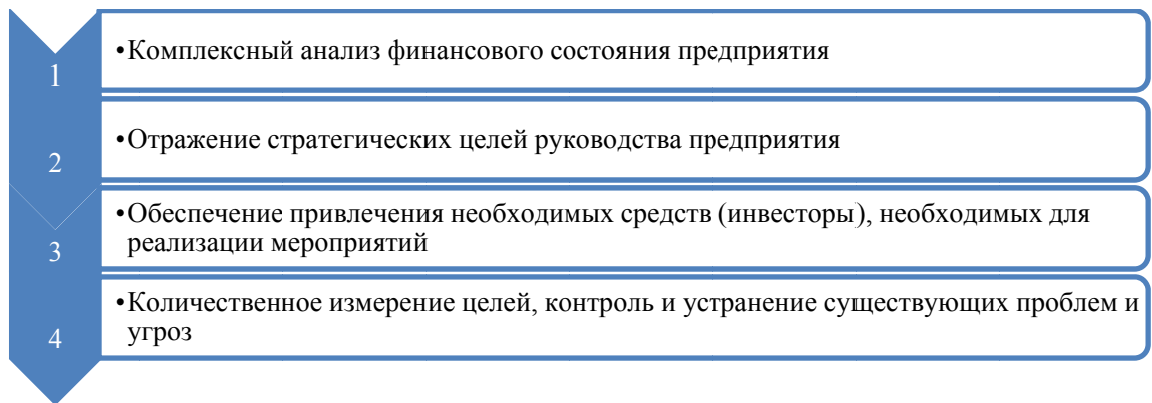 1
•Комплексный анализ финансового состояния предприятия
2
•Отражение стратегических целей руководства предприятия
3
•Обеспечение привлечения необходимых средств (инвесторы), необходимых для
реализации мероприятий
4
•Количественное измерение целей, контроль и устранение существующих проблем и
угроз